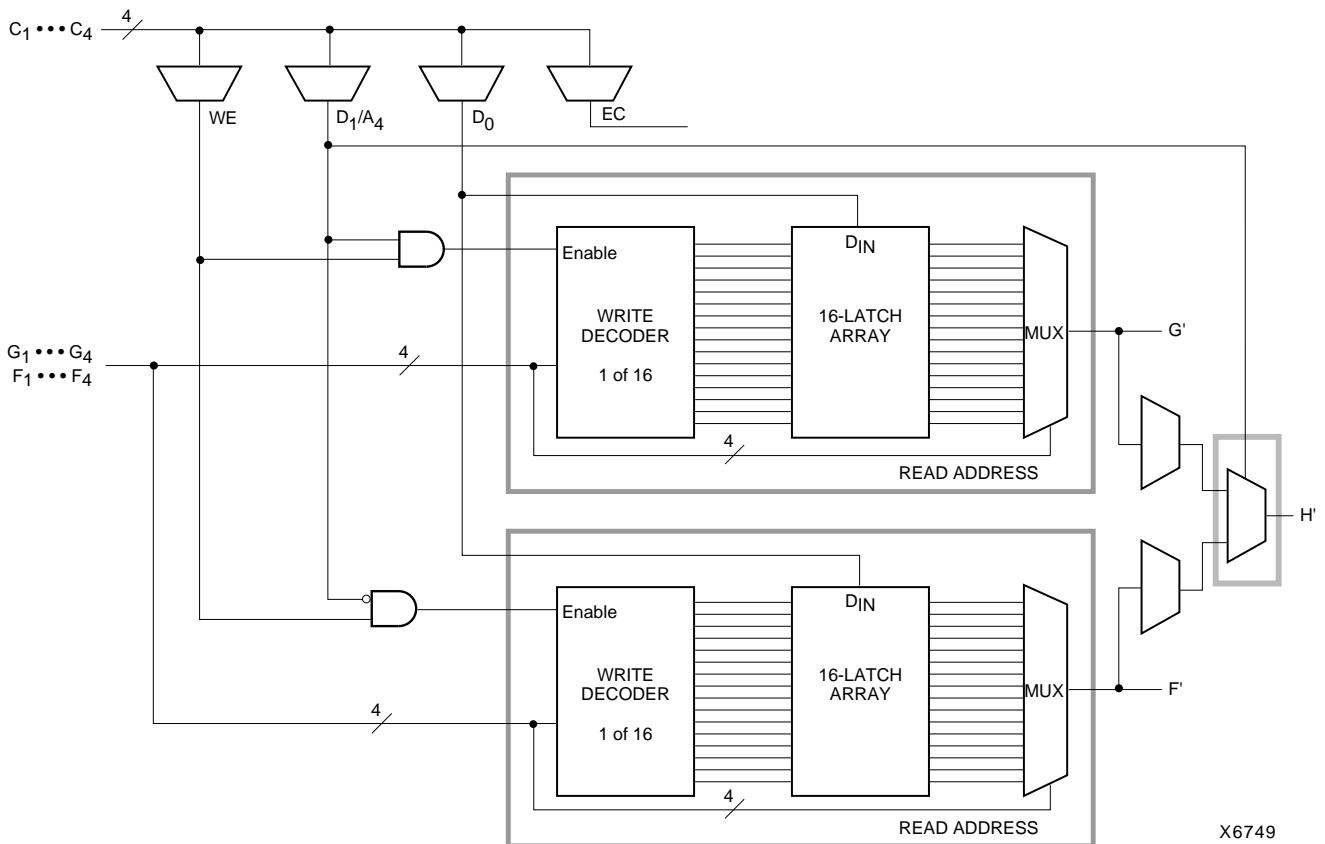 C1 ••• C4
4
WE
D1/A4
D0
EC
Enable
WRITE
DECODER
1 of 16
DIN
16-LATCH
ARRAY
MUX
G'
G1 ••• G4
F1 ••• F4
4
4
READ ADDRESS
H'
Enable
WRITE
DECODER
1 of 16
DIN
16-LATCH
ARRAY
MUX
F'
4
4
READ ADDRESS
X6749